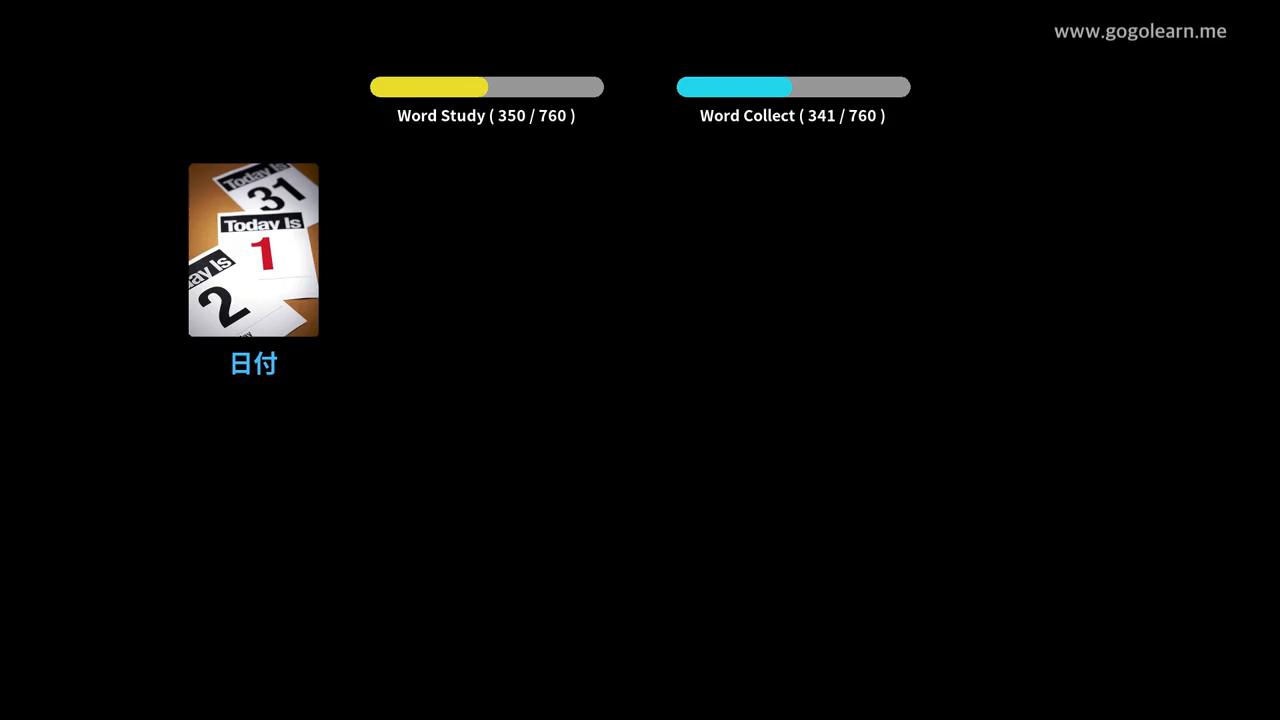 www.gogolearn.me
Word Study ( 350 / 760 )
Word Collect ( 341 / 760 )
Today Is
31
Today Is
1
ay Is
2
日付